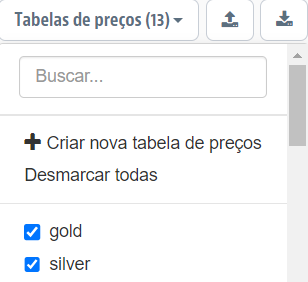 Tabelas de preços (13)
Buscar...
Criar nova tabela de preços
Desmarcar todas
gold
silver